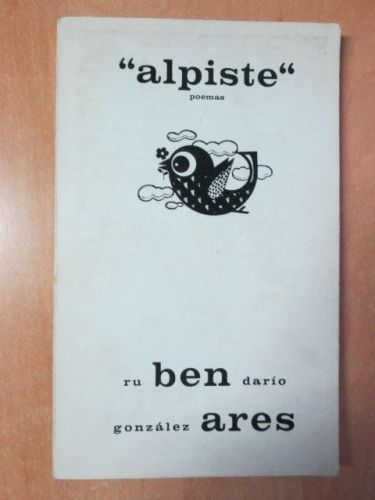 “alpiste“
poemas
ru ben darío
gonzález ares